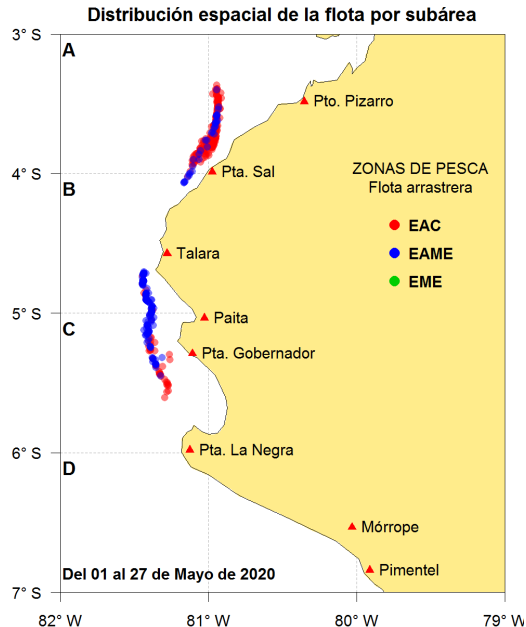 Distribución espacial de la flota por subárea
3° S
A
Pto. Pizarro
ZONAS DE PESCA
Flota arrastrera
4° S
Pta. Sal
B
EAC
Talara
EAME
EME
5° S
Paita
C
Pta. Gobernador
6° S
Pta. La Negra
D
Mórrope
Del 01 al 27 de Mayo de 2020
Pimentel
7° S
82° W
81° W
80° W
79° W